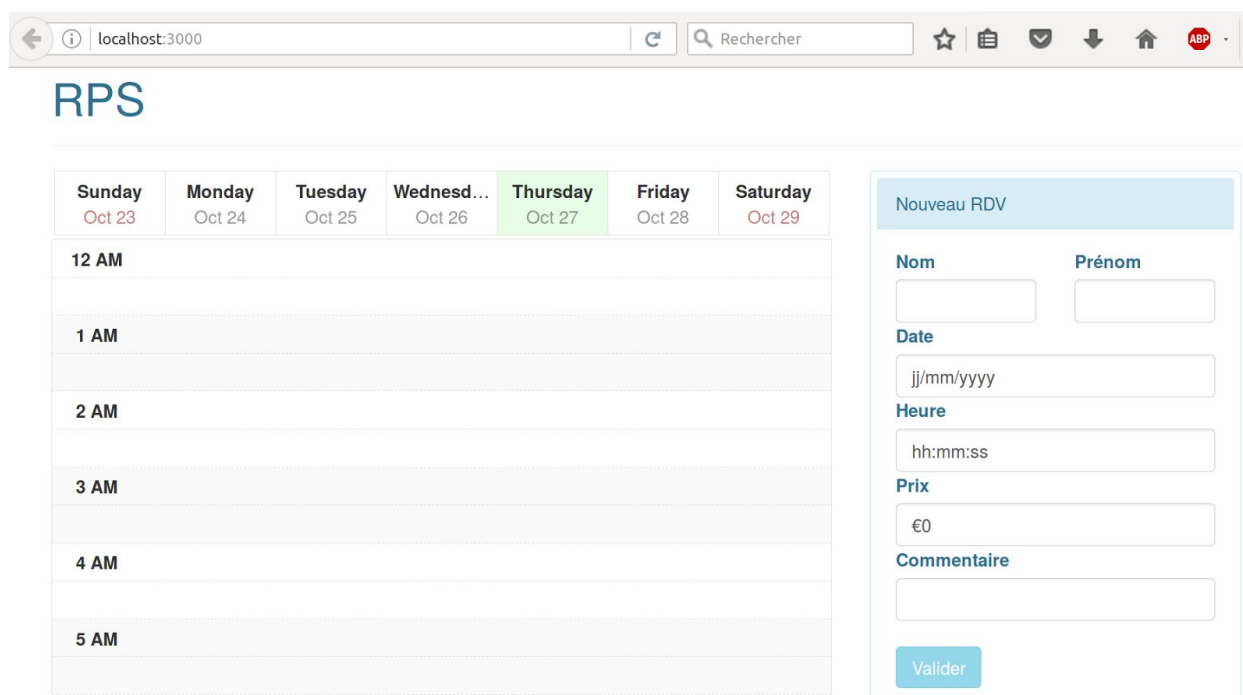 localhost:3000
Rechercher
ABP
RPS
Sunday Monday Tuesday Wednesd... Thursday Friday Saturday
Oct 23 Oct 24 Oct 25 Oct 26 Oct 27 Oct 28 Oct 29
12 AM
1 AM
2 AM
3 AM
4 AM
5 AM
Nouveau RDV
Nom Prénom
Date
jj/mm/yyyy
Heure
hh:mm:ss
Prix
€0
Commentaire
Valider